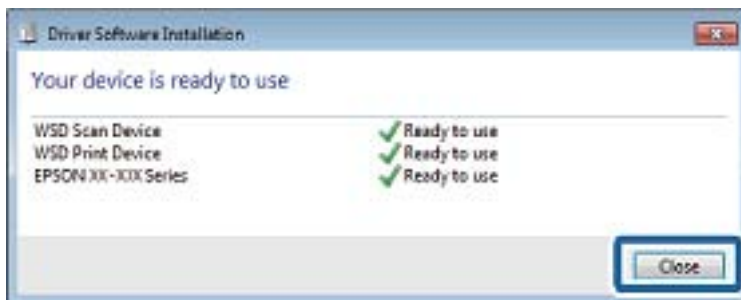 Driver Software Installation
Your device is ready to use
WSD Scan Device Ready to use
WSD Print Device Ready to use
EPSON XX-XXX Series Ready to use
Close